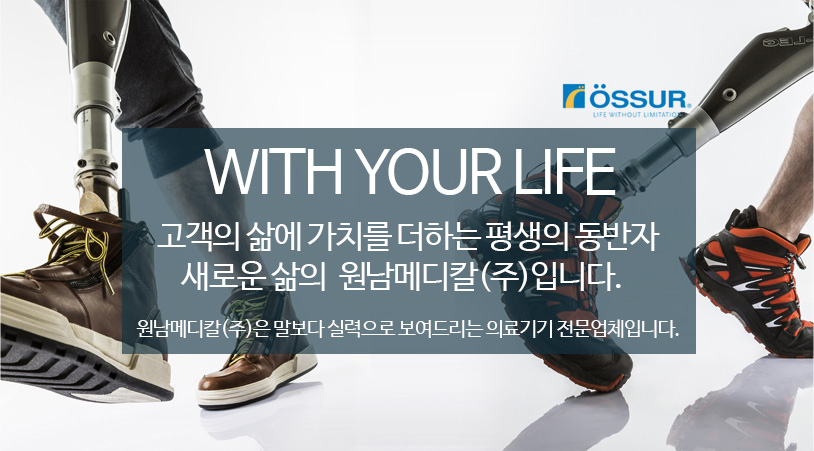 ÖSSUR®
LIFE WITHOUT LIMITATIONS
WITH YOUR LIFE
고객의 삶에 가치를 더하는 평생의 동반자
새로운 삶의 원남메디칼(주)입니다.
원남메디칼(주)은 말보다 실력으로 보여드리는 의료기기 전문업체입니다.